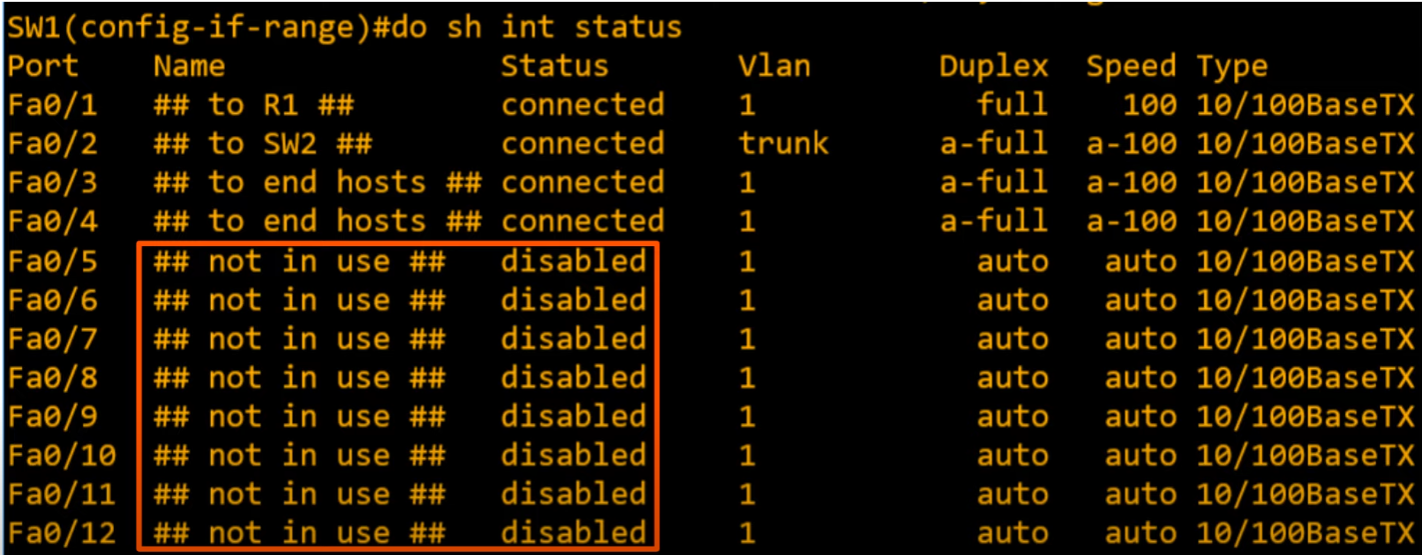 SW1(config-if-range)#do sh int status
Port Name Status Vlan Duplex Speed Type
Fa0/1 ## to R1 ## connected 1 full 100 10/100BaseTX
Fa0/2 ## to SW2 ## connected trunk a-full a-100 10/100BaseTX
Fa0/3 ## to end hosts ## connected 1 a-full a-100 10/100BaseTX
Fa0/4 ## to end hosts ## connected 1 a-full a-100 10/100BaseTX
Fa0/5 ## not in use ## disabled 1 auto auto 10/100BaseTX
Fa0/6 ## not in use ## disabled 1 auto auto 10/100BaseTX
Fa0/7 ## not in use ## disabled 1 auto auto 10/100BaseTX
Fa0/8 ## not in use ## disabled 1 auto auto 10/100BaseTX
Fa0/9 ## not in use ## disabled 1 auto auto 10/100BaseTX
Fa0/10 ## not in use ## disabled 1 auto auto 10/100BaseTX
Fa0/11 ## not in use ## disabled 1 auto auto 10/100BaseTX
Fa0/12 ## not in use ## disabled 1 auto auto 10/100BaseTX